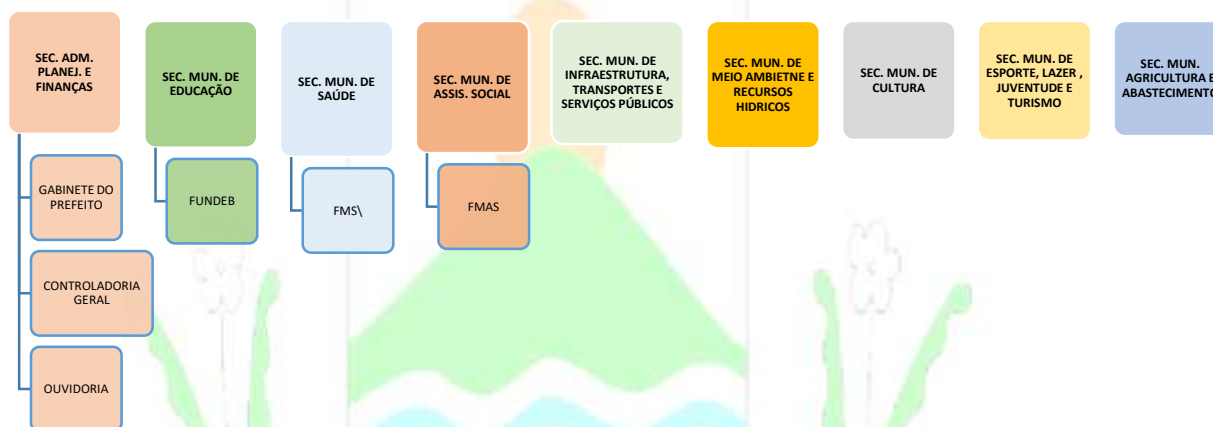 SEC. ADM.
PLANEJ. E
FINANÇAS
SEC. MUN. DE
EDUCAÇÃO
SEC. MUN. DE
SAÚDE
SEC. MUN. DE
ASSIS. SOCIAL
SEC. MUN. DE
INFRAESTRUTURA,
TRANSPORTES E
SERVIÇOS PÚBLICOS
SEC. MUN. DE
MEIO AMBIETNE E
RECURSOS
HIDRICOS
SEC. MUN. DE
CULTURA
SEC. MUN. DE
ESPORTE, LAZER ,
JUVENTUDE E
TURISMO
SEC. MUN.
AGRICULTURA E
ABASTECIMENTO
GABINETE DO
PREFEITO
FUNDEB
FMS\
FMAS
CONTROLADORIA
GERAL
OUVIDORIA